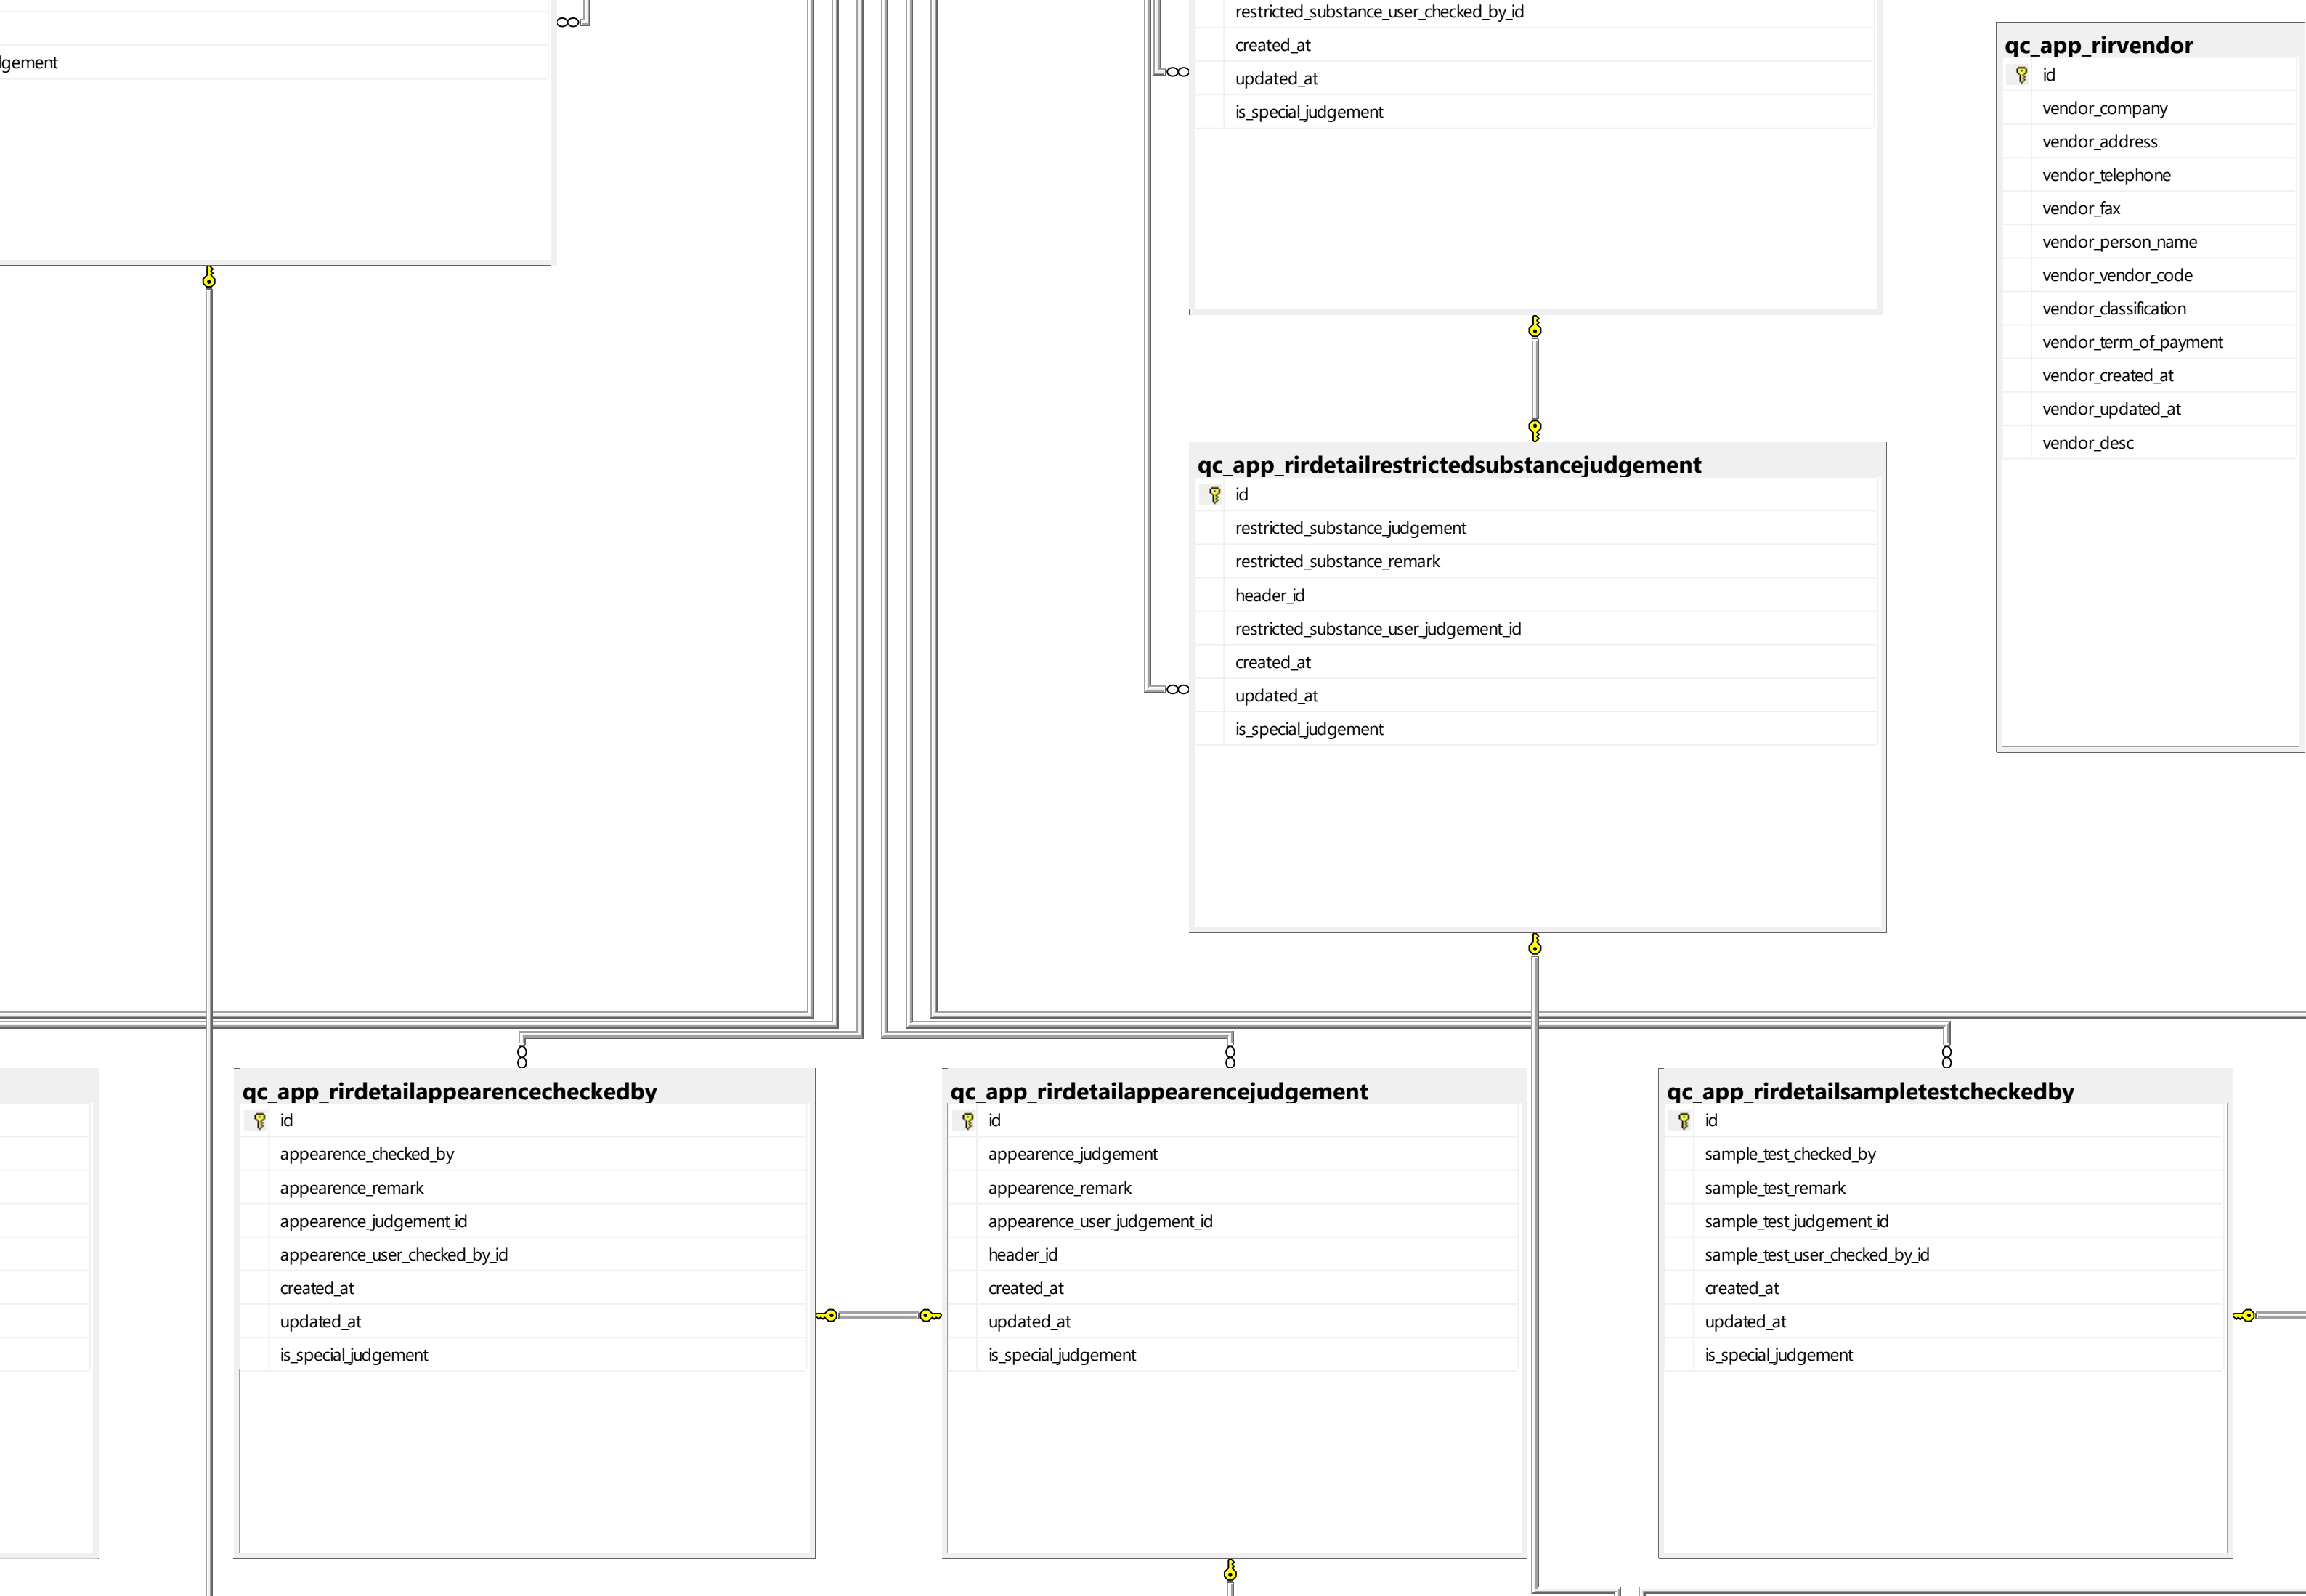 lgement
restricted_substance_user_checked_by_id
created_at
updated_at
is_special_judgement
qc_app_rirvendor
id
vendor_company
vendor_address
vendor_telephone
vendor_fax
vendor_person_name
vendor_vendor_code
vendor_classification
vendor_term_of_payment
vendor_created_at
vendor_updated_at
vendor_desc
qc_app_rirdetailrestrictedsubstancejudgement
id
restricted_substance_judgement
restricted_substance_remark
header_id
restricted_substance_user_judgement_id
created_at
updated_at
is_special_judgement
qc_app_rirdetailappearencecheckedby
id
appearence_checked_by
appearence_remark
appearence_judgement_id
appearence_user_checked_by_id
created_at
updated_at
is_special_judgement
qc_app_rirdetailappearencejudgement
id
appearence_judgement
appearence_remark
appearence_user_judgement_id
header_id
created_at
updated_at
is_special_judgement
qc_app_rirdetailsampletestcheckedby
id
sample_test_checked_by
sample_test_remark
sample_test_judgement_id
sample_test_user_checked_by_id
created_at
updated_at
is_special_judgement